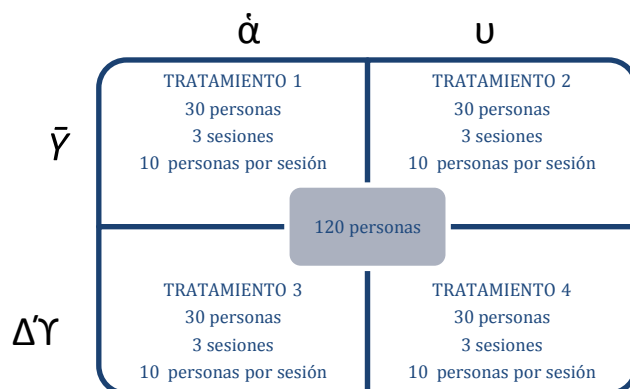 ἀ υ
TRATAMIENTO 1
30 personas
3 sesiones
10 personas por sesión
TRATAMIENTO 2
30 personas
3 sesiones
10 personas por sesión
Ȳ
120 personas
ΔΎ
TRATAMIENTO 3
30 personas
3 sesiones
10 personas por sesión
TRATAMIENTO 4
30 personas
3 sesiones
10 personas por sesión